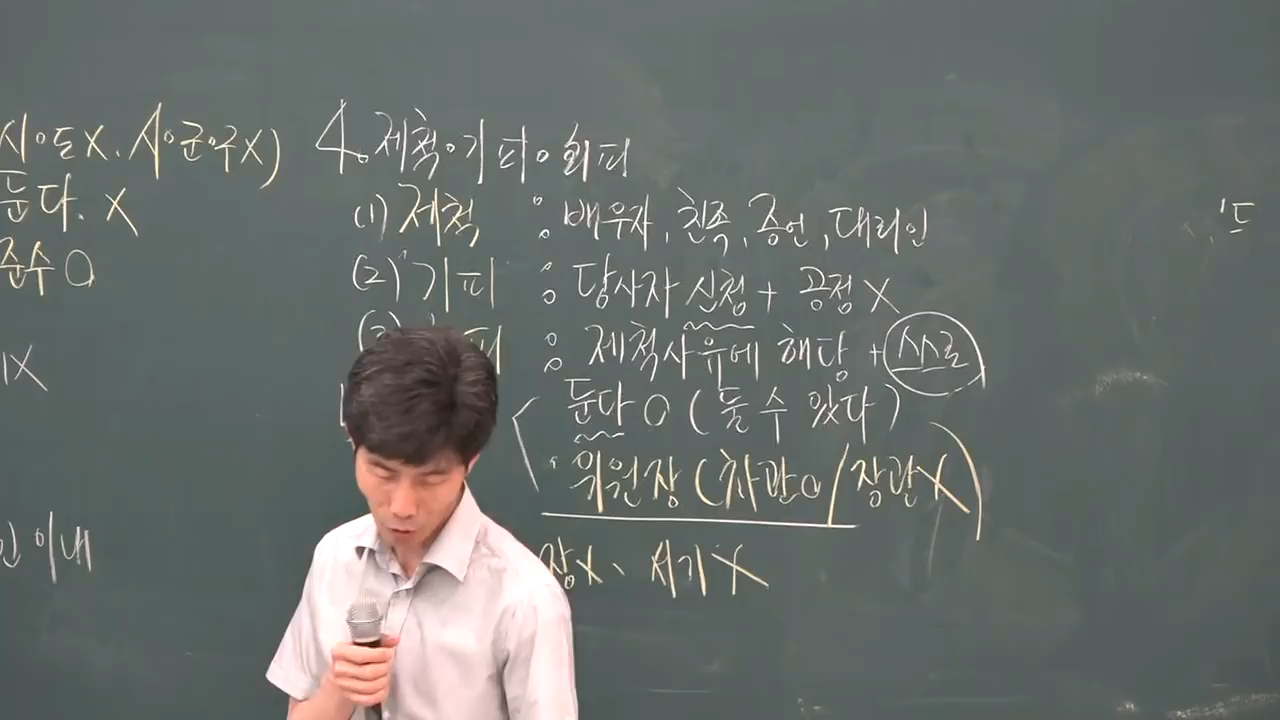 시·도X, 시·군·구X)
둔다. X
준수 O
X
인 이내
4. 제척·기피·회피
(1) 제척 : 배우자, 친족, 증언, 대리인
(2) 기피 : 당사자 신청 + 공정 X
(3) 피 : 제척사유에 해당 + 스스로
둔다 O (둘 수 있다)
· 위원장 (차관O/장관X)
장X, 서기 X